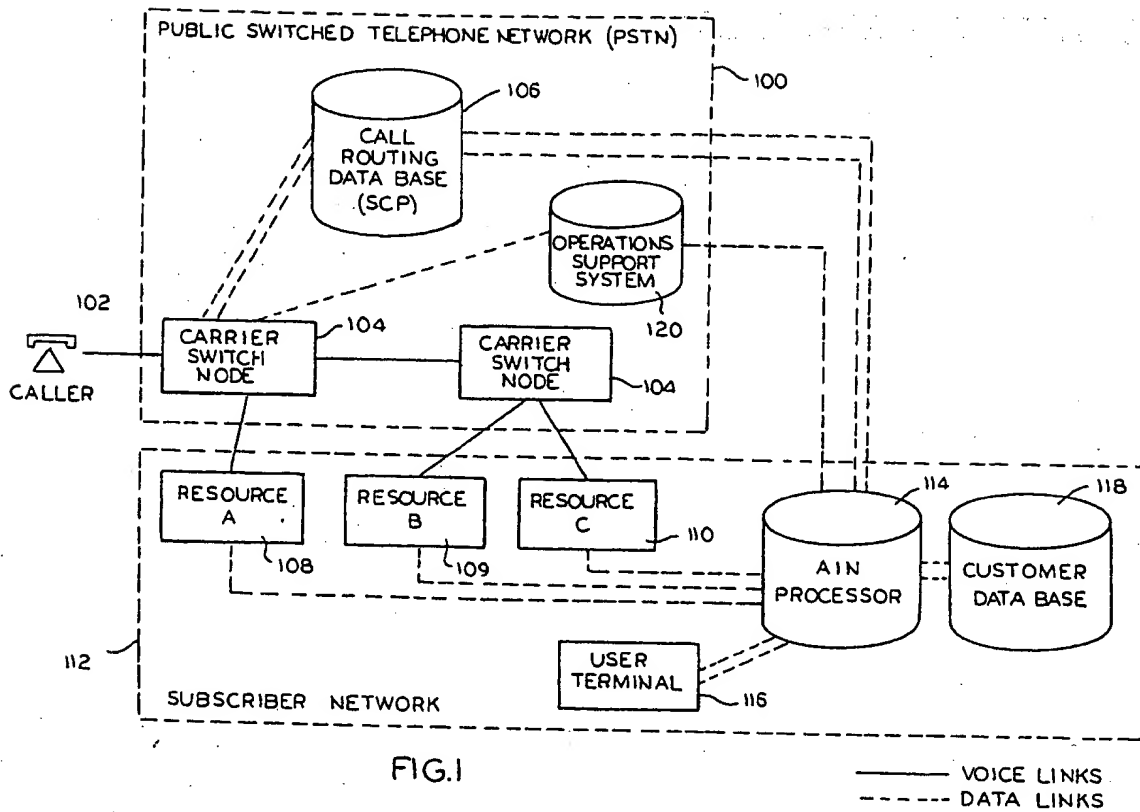 PUBLIC SWITCHED TELEPHONE NETWORK (PSTN)
100
106
CALL
ROUTING
DATA BASE
(SCP)
OPERATIONS
SUPPORT
SYSTEM
120
102
CALLER
104
CARRIER
SWITCH
NODE
CARRIER
SWITCH
NODE
104
RESOURCE
A
108
RESOURCE
B
109
RESOURCE
C
110
114
AIN
PROCESSOR
118
CUSTOMER
DATA BASE
112
USER
TERMINAL
116
SUBSCRIBER NETWORK
FIG.1
VOICE LINKS
DATA LINKS